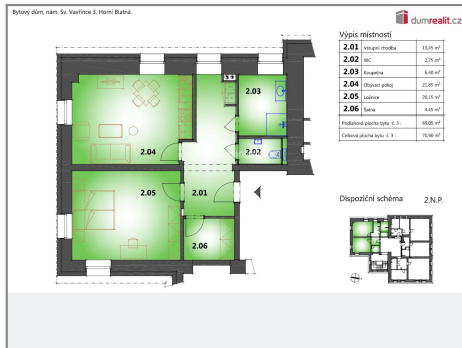 Bytový dům, nám. Sv. Vavřince 3, Horní Blatná.
dumrealit.cz
Výpis místností
2.01 Vstupní chodba 13,45 m²
2.02 WC 2,75 m²
2.03 Koupelna 6,40 m²
2.04 Obývací pokoj 21,85 m²
2.05 Ložnice 20,15 m²
2.06 Šatna 4,45 m²
Podlahová plocha bytu č. 3 : 69,05 m²
Celková plocha bytu č. 3 : 70,90 m²
2.03
2.02
2.04
2.05
2.01
2.06
Dispoziční schéma 2.N.P.